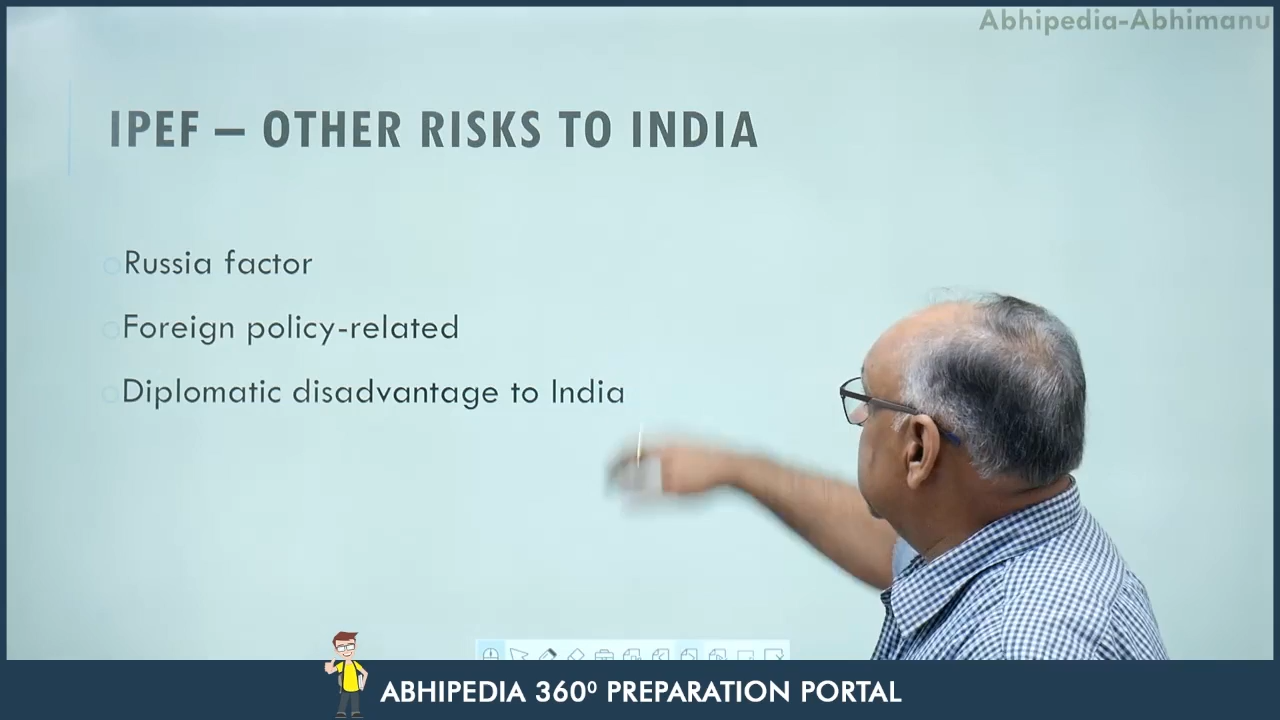 Abhipedia-Abhimanu
IPEF – OTHER RISKS TO INDIA
Russia factor
Foreign policy-related
Diplomatic disadvantage to India
ABHIPEDIA 360⁰ PREPARATION PORTAL